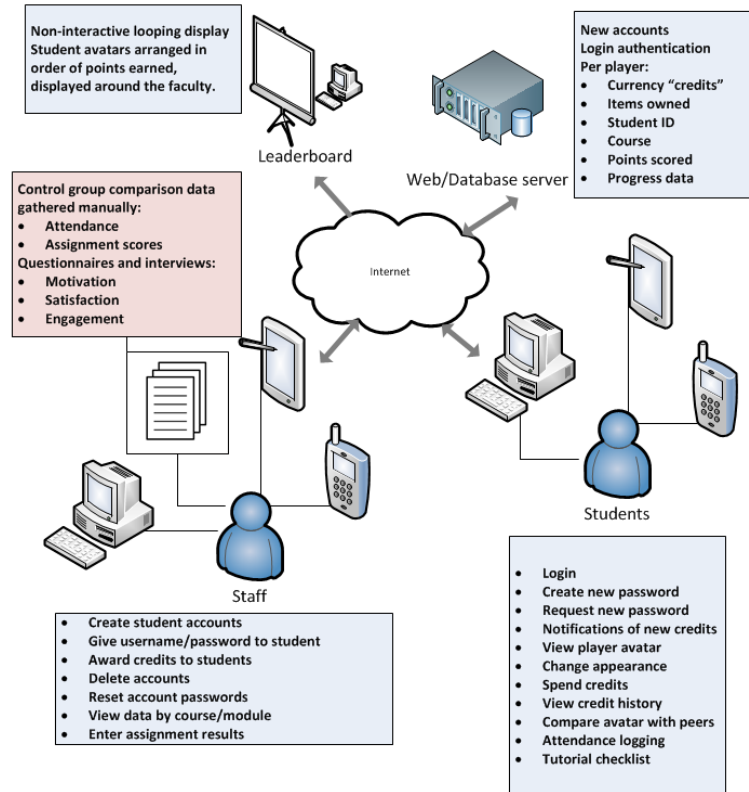 Non-interactive looping display
Student avatars arranged in
order of points earned,
displayed around the faculty.
Leaderboard
New accounts
Login authentication
Per player:
• Currency “credits”
• Items owned
• Student ID
• Course
• Points scored
• Progress data
Web/Database server
Control group comparison data
gathered manually:
• Attendance
• Assignment scores
Questionnaires and interviews:
• Motivation
• Satisfaction
• Engagement
Internet
Staff
Students
• Create student accounts
• Give username/password to student
• Award credits to students
• Delete accounts
• Reset account passwords
• View data by course/module
• Enter assignment results
• Login
• Create new password
• Request new password
• Notifications of new credits
• View player avatar
• Change appearance
• Spend credits
• View credit history
• Compare avatar with peers
• Attendance logging
• Tutorial checklist